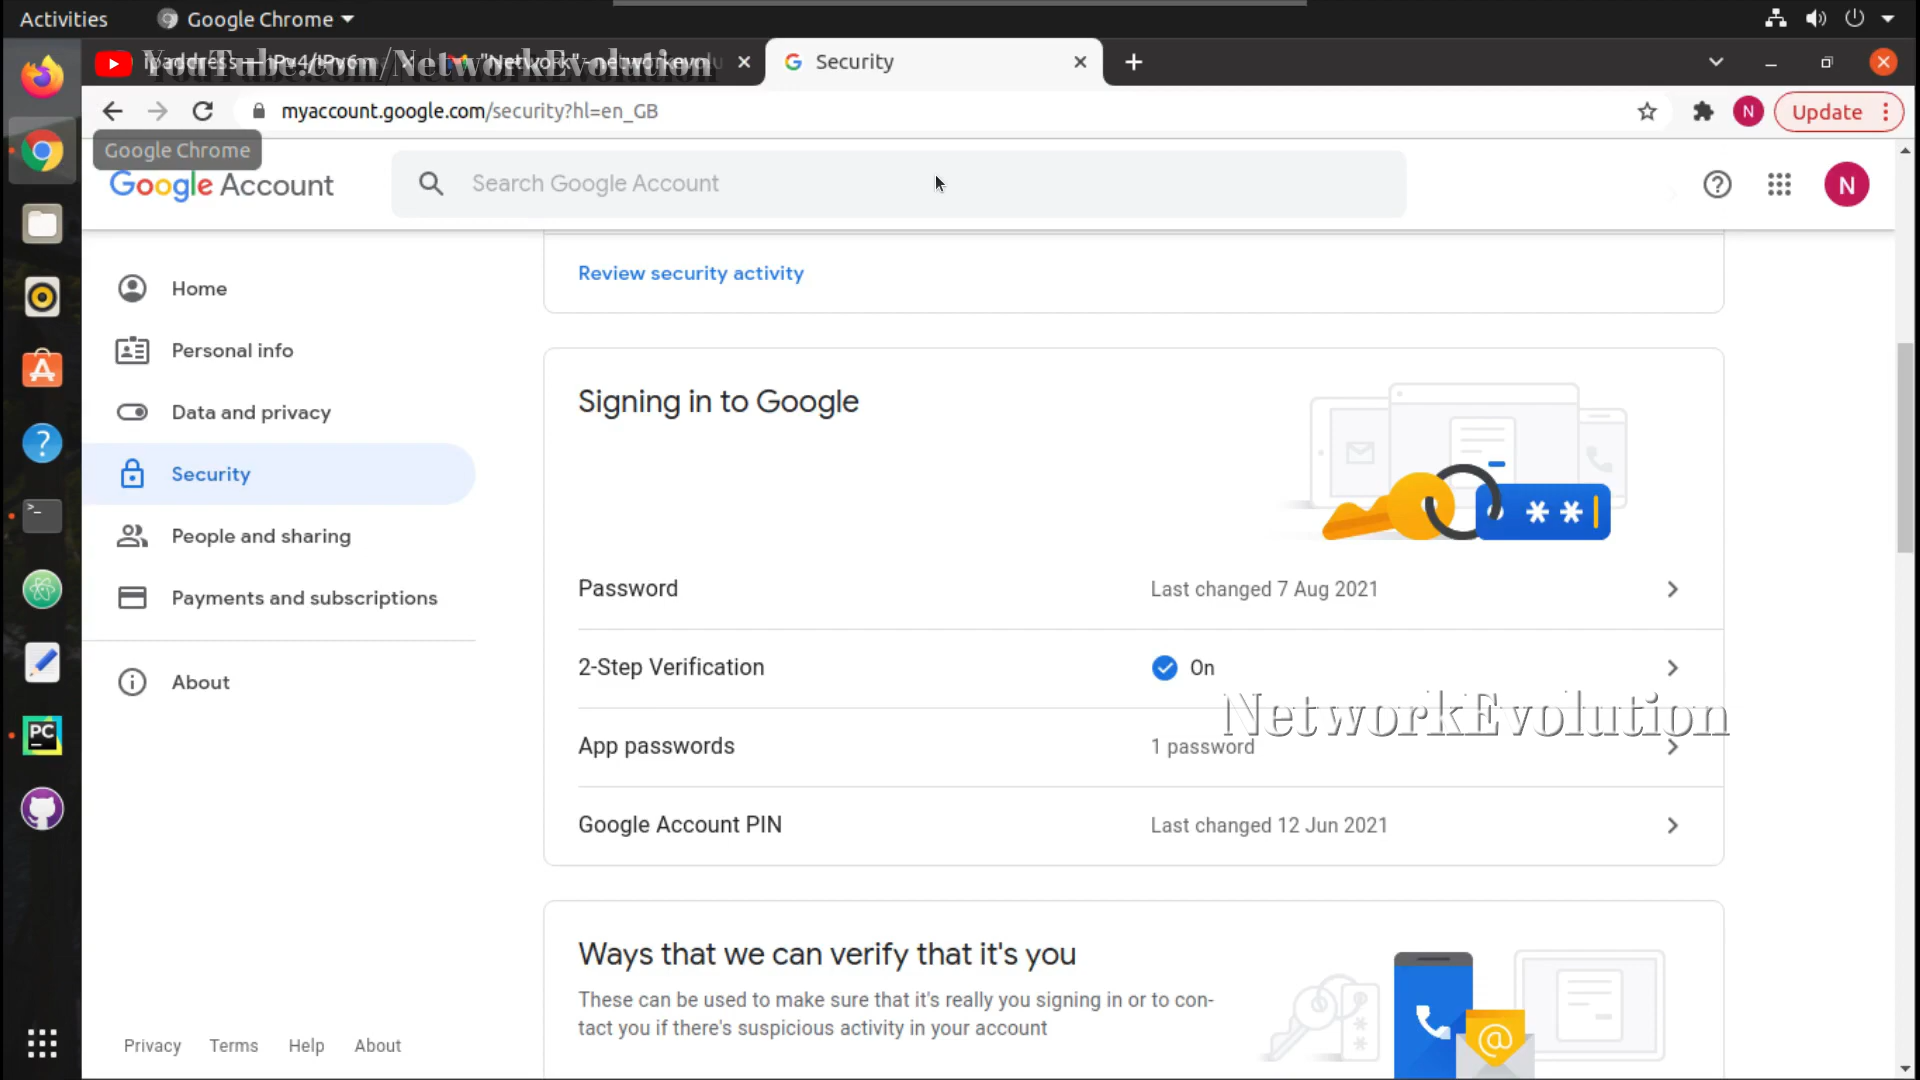 Activities
Google Chrome
YouTube.com/NetworkEvolution
Security
myaccount.google.com/security?hl=en_GB
N
Update
Google Chrome
Google Account
Search Google Account
N
Home
Personal info
Data and privacy
Security
People and sharing
Payments and subscriptions
About
Privacy Terms Help About
Review security activity
Signing in to Google
Password Last changed 7 Aug 2021
2-Step Verification On
NetworkEvolution
App passwords 1 password
Google Account PIN Last changed 12 Jun 2021
Ways that we can verify that it's you
These can be used to make sure that it's really you signing in or to con-
tact you if there's suspicious activity in your account
PC